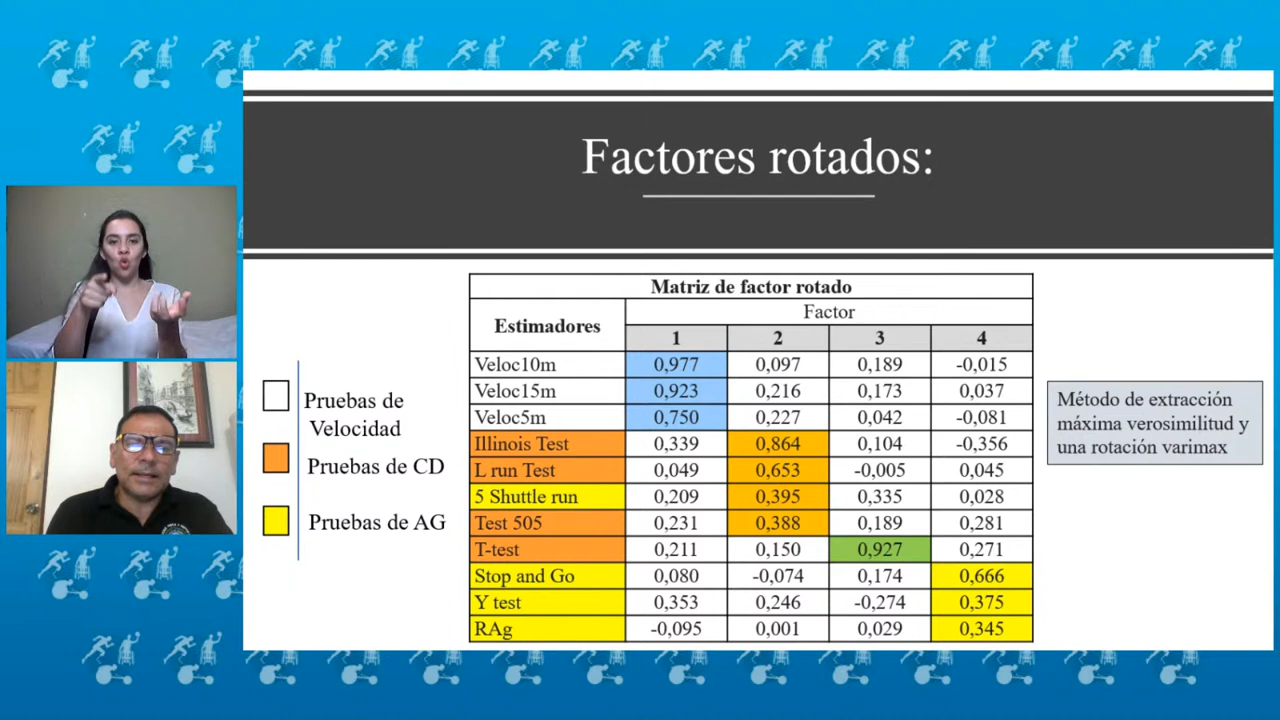 Factores rotados:
Pruebas de
Velocidad
Pruebas de CD
Pruebas de AG
Matriz de factor rotado
Estimadores
Factor
1 2 3 4
Veloc10m 0,977 0,097 0,189 -0,015
Veloc15m 0,923 0,216 0,173 0,037
Veloc5m 0,750 0,227 0,042 -0,081
Illinois Test 0,339 0,864 0,104 -0,356
L run Test 0,049 0,653 -0,005 0,045
5 Shuttle run 0,209 0,395 0,335 0,028
Test 505 0,231 0,388 0,189 0,281
T-test 0,211 0,150 0,927 0,271
Stop and Go 0,080 -0,074 0,174 0,666
Y test 0,353 0,246 -0,274 0,375
RAg -0,095 0,001 0,029 0,345
Método de extracción
máxima verosimilitud y
una rotación varimax